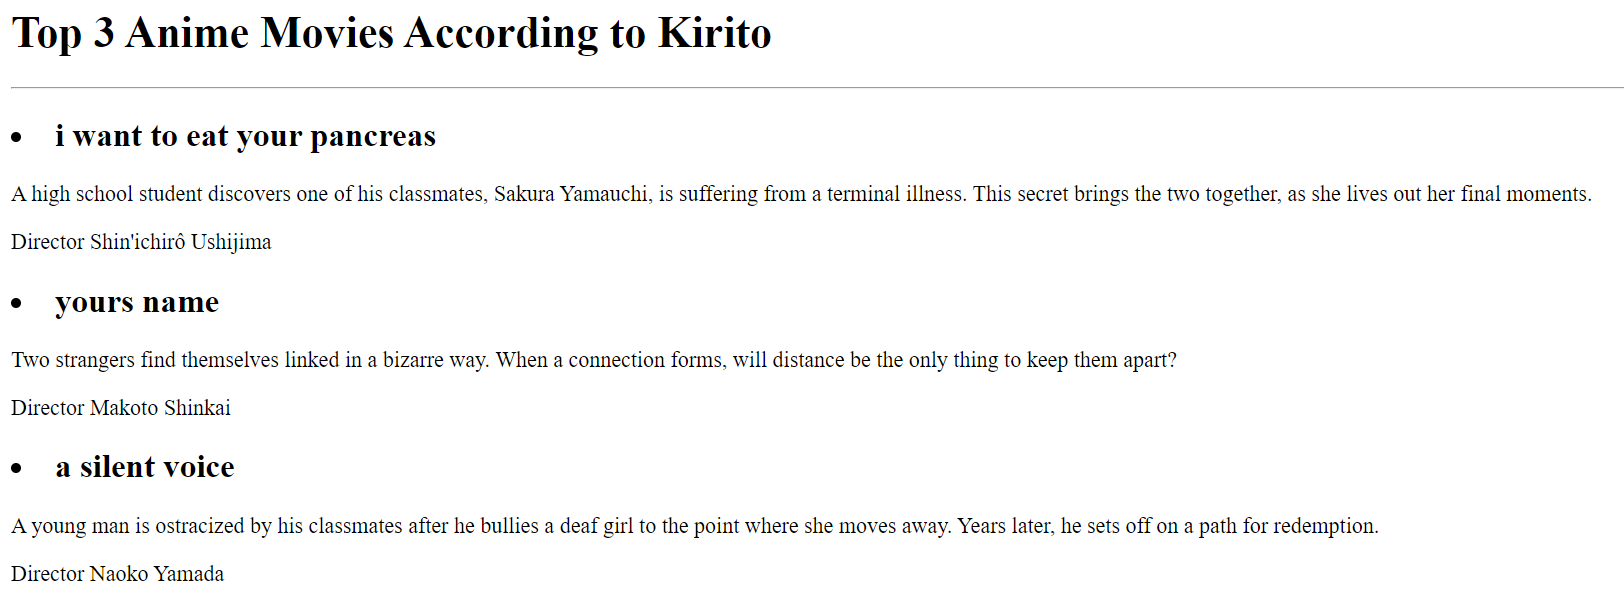 Top 3 Anime Movies According to Kirito
• i want to eat your pancreas
A high school student discovers one of his classmates, Sakura Yamauchi, is suffering from a terminal illness. This secret brings the two together, as she lives out her final moments.
Director Shin'ichirô Ushijima
• yours name
Two strangers find themselves linked in a bizarre way. When a connection forms, will distance be the only thing to keep them apart?
Director Makoto Shinkai
• a silent voice
A young man is ostracized by his classmates after he bullies a deaf girl to the point where she moves away. Years later, he sets off on a path for redemption.
Director Naoko Yamada